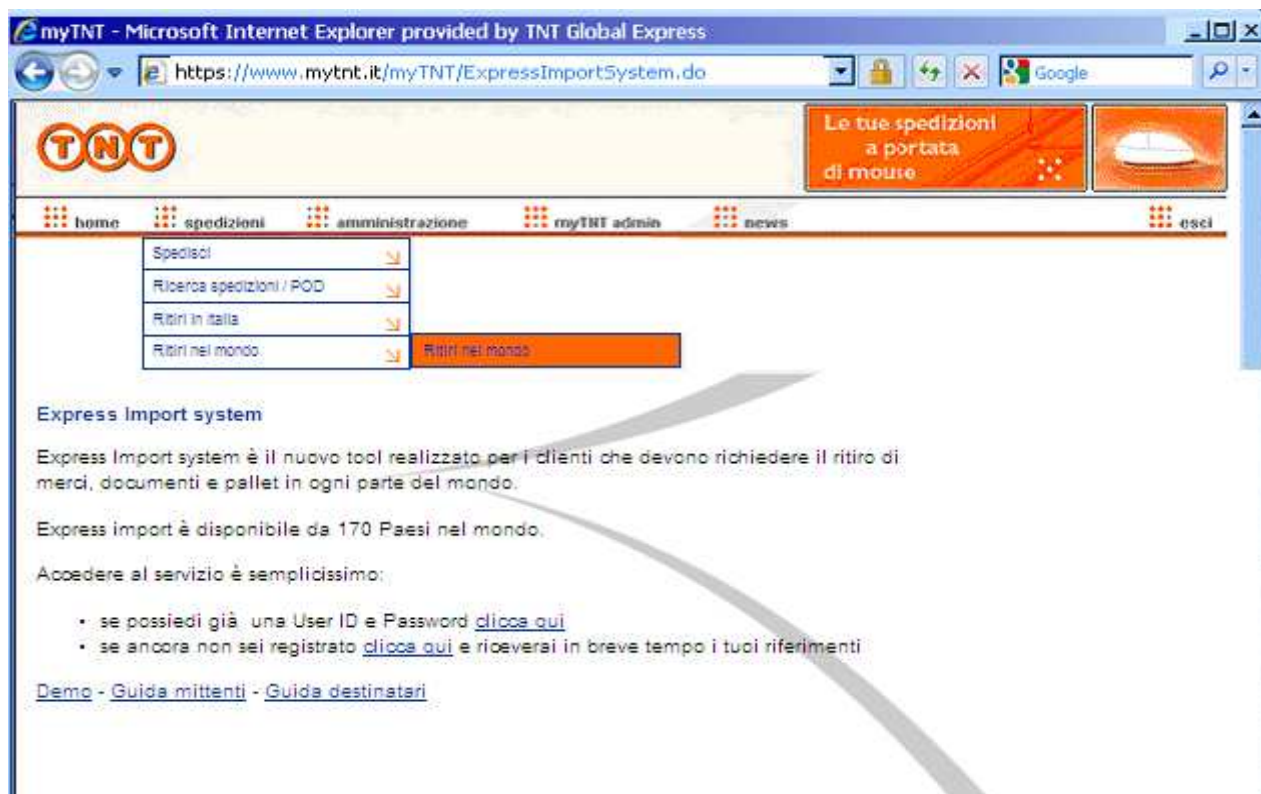 myTNT - Microsoft Internet Explorer provided by TNT Global Expre
https://www.mytnt.it/myTNT/ExpressImportSystem.do
Google
TNT
Le tue spedizioni
a portata
di mouse
home spedizioni amministrazione myTNT admin news esci
Spedisci
Ricerca spedizioni / POD
Ritiri in Italia
Ritiri nel mondo Ritiri nel mondo
Express Import system
Express Import system è il nuovo tool realizzato per i clienti che devono richiedere il ritiro di
merci, documenti e pallet in ogni parte del mondo.
Express import è disponibile da 170 Paesi nel mondo.
Accedere al servizio è semplicissimo:
• se possiedi già una User ID e Password clicca qui
• se ancora non sei registrato clicca qui e riceverai in breve tempo i tuoi riferimenti
Demo - Guida mittenti - Guida destinatari